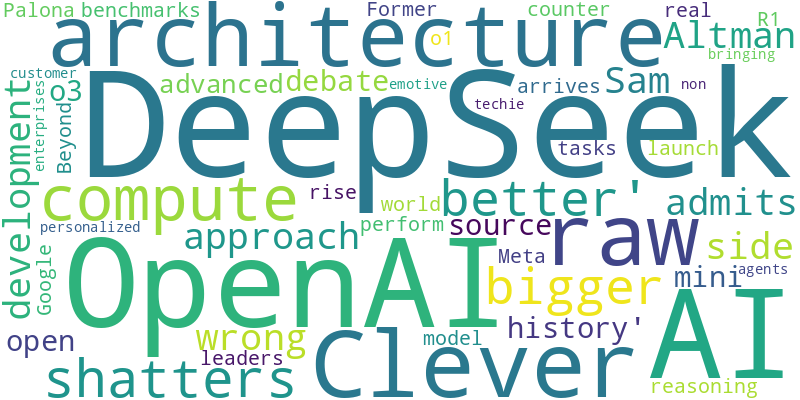 Palona benchmarks Former counter real R1
architecture o1 Altman
bringing
customer advanced debate emotive arrives Sam non
o3 DeepSeek
enterprises Beyond techie
development tasks launch
compute rise world better' admits
personalized approach perform source raw side
Google OpenAI Meta bigger mini agents
open wrong Clever history' AI
leaders model
shatters reasoning